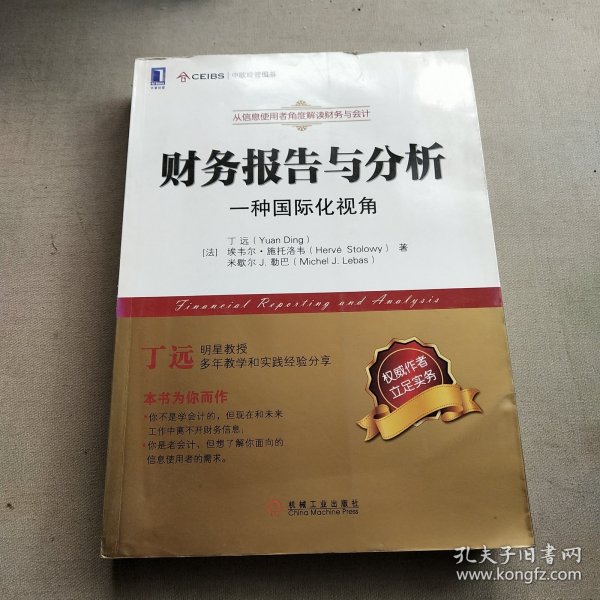 CEIBS 中欧经管图书
华章经管
从信息使用者角度解读财务与会计
财务报告与分析
一种国际化视角
丁远(Yuan Ding)
[法] 埃韦尔·施托洛韦(Hervé Stolowy) 著
米歇尔 J. 勒巴(Michel J. Lebas)
Financial Reporting and Analysis
丁远 明星教授
多年教学和实践经验分享
权威作者
立足实务
本书为你而作
·你不是学会计的,但现在和未来
工作中离不开财务信息;
·你是老会计,但想了解你面向的
信息使用者的需求。
机械工业出版社
China Machine Press
孔夫子旧书网
www.kongfz.com